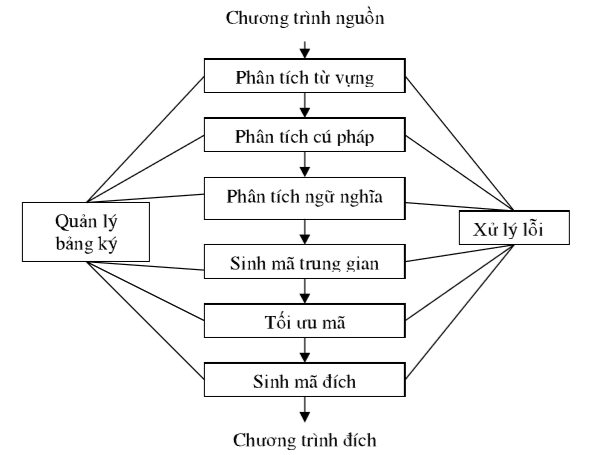 Chương trình nguồn
Phân tích từ vựng
Phân tích cú pháp
Phân tích ngữ nghĩa
Quản lý
bảng ký
Xử lý lỗi
Sinh mã trung gian
Tối ưu mã
Sinh mã đích
Chương trình đích